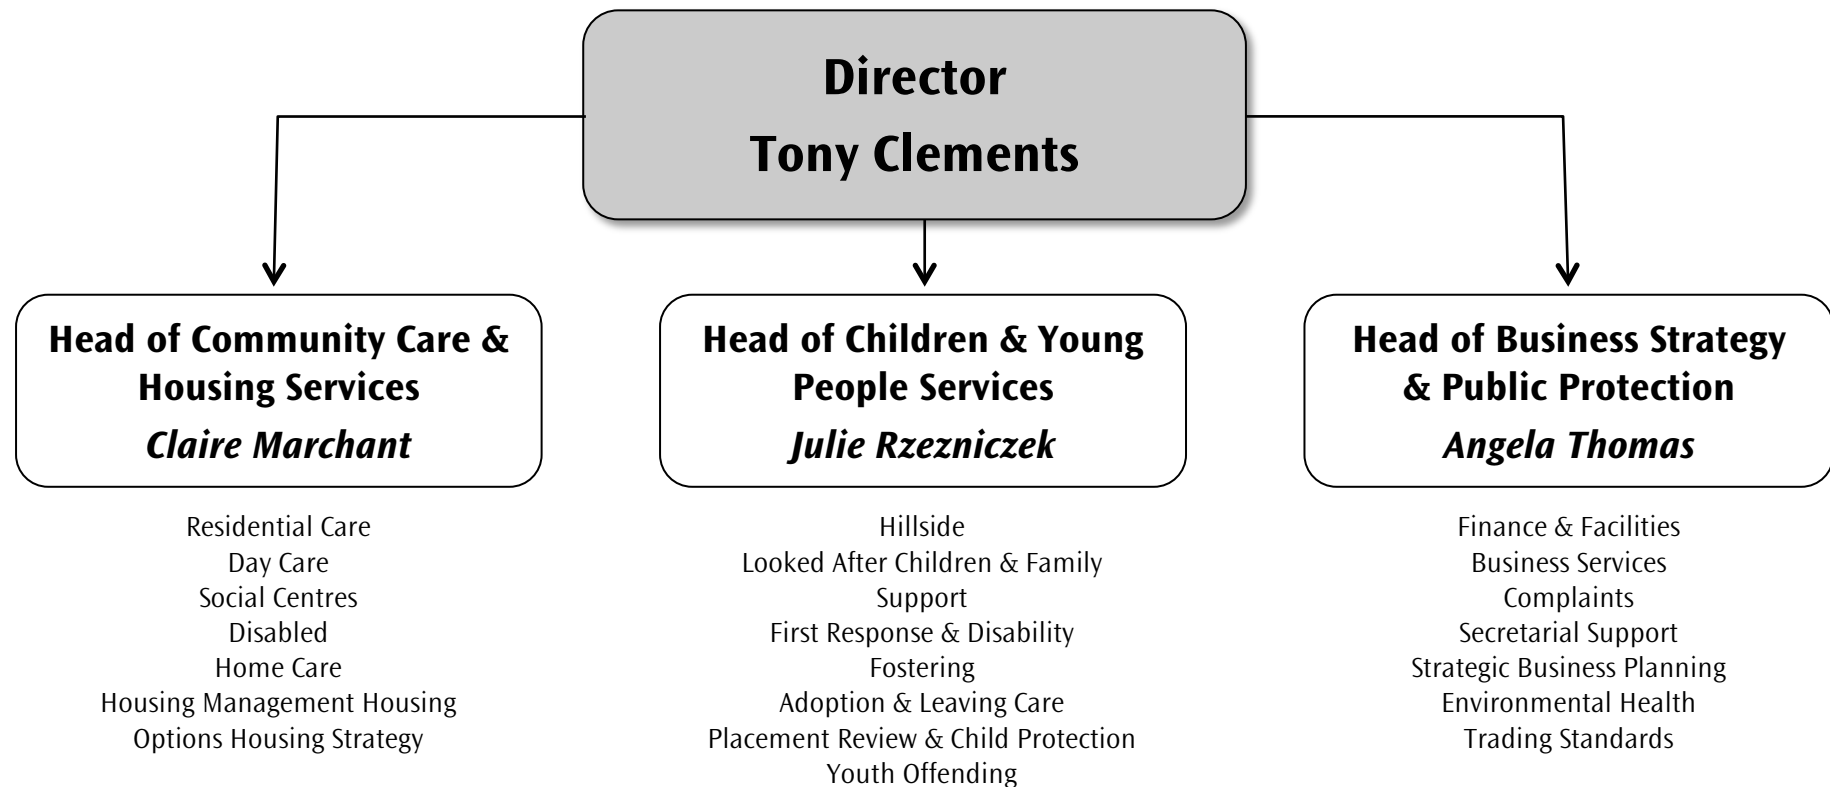 Director
Tony Clements
Head of Community Care &
Housing Services
Claire Marchant
Residential Care
Day Care
Social Centres
Disabled
Home Care
Housing Management Housing
Options Housing Strategy
Head of Children & Young
People Services
Julie Rzezniczek
Hillside
Looked After Children & Family
Support
First Response & Disability
Fostering
Adoption & Leaving Care
Placement Review & Child Protection
Youth Offending
Head of Business Strategy
& Public Protection
Angela Thomas
Finance & Facilities
Business Services
Complaints
Secretarial Support
Strategic Business Planning
Environmental Health
Trading Standards